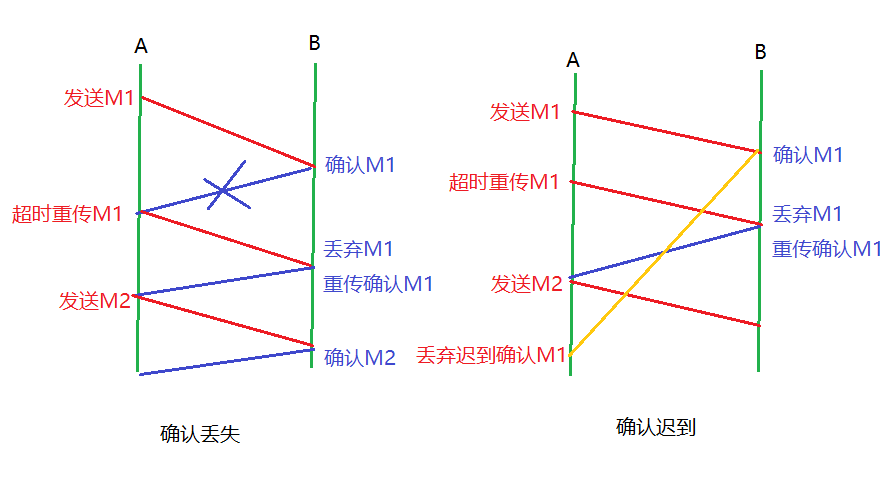 A
B
发送M1
确认M1
超时重传M1
丢弃M1
重传确认M1
发送M2
确认M2
确认丢失
A
B
发送M1
确认M1
超时重传M1
丢弃M1
重传确认M1
发送M2
丢弃迟到确认M1
确认迟到